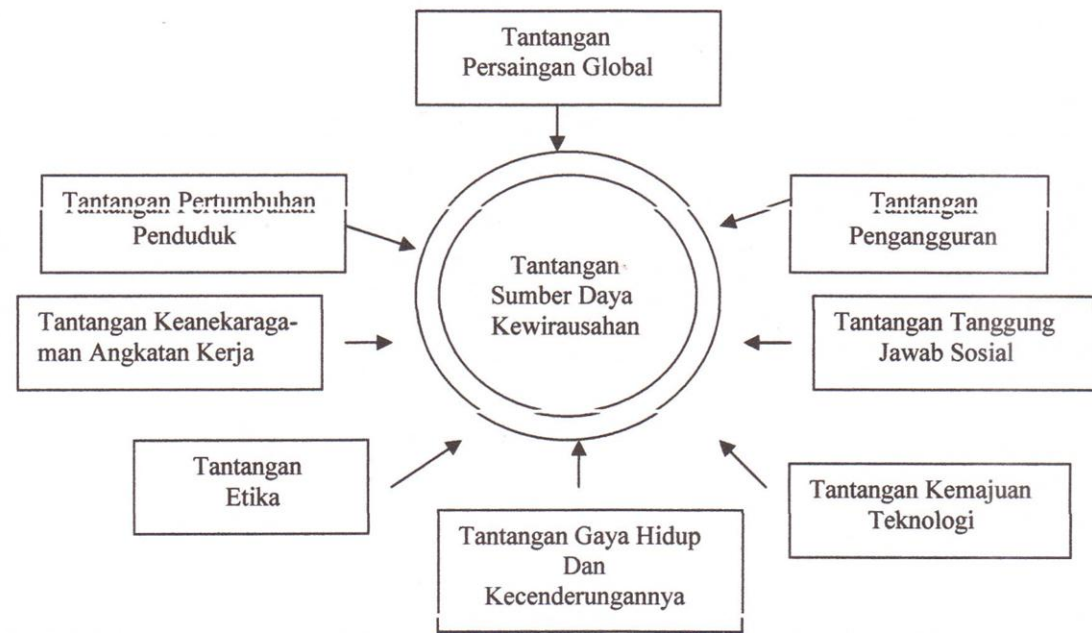 Tantangan
Persaingan Global
Tantangan Pertumbuhan
Penduduk
Tantangan
Pengangguran
Tantangan
Sumber Daya
Kewirausahan
Tantangan Keanekaraga-
man Angkatan Kerja
Tantangan Tanggung
Jawab Sosial
Tantangan
Etika
Tantangan Kemajuan
Teknologi
Tantangan Gaya Hidup
Dan
Kecenderungannya